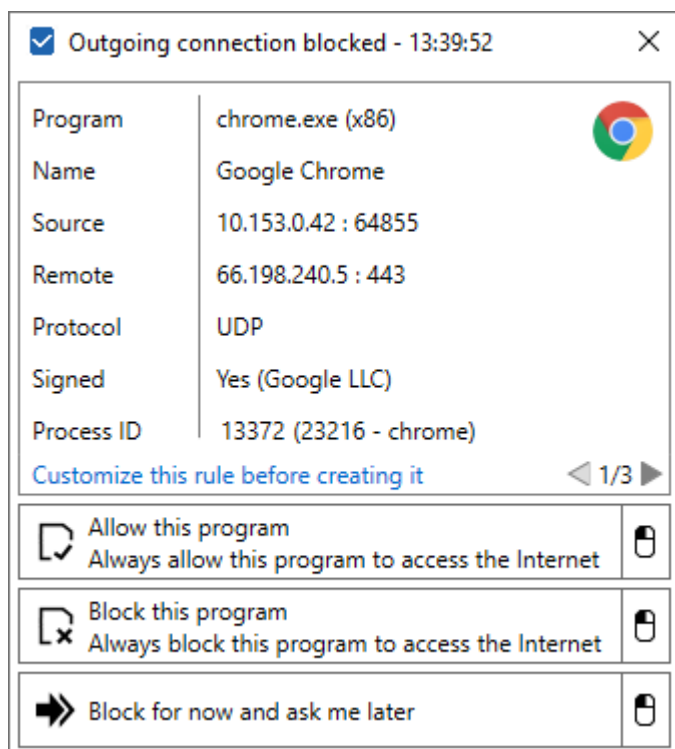 Outgoing connection blocked - 13:39:52
Program chrome.exe (x86)
Name Google Chrome
Source 10.153.0.42 : 64855
Remote 66.198.240.5 : 443
Protocol UDP
Signed Yes (Google LLC)
Process ID 13372 (23216 - chrome)
Customize this rule before creating it 1/3
Allow this program
Always allow this program to access the Internet
Block this program
Always block this program to access the Internet
Block for now and ask me later